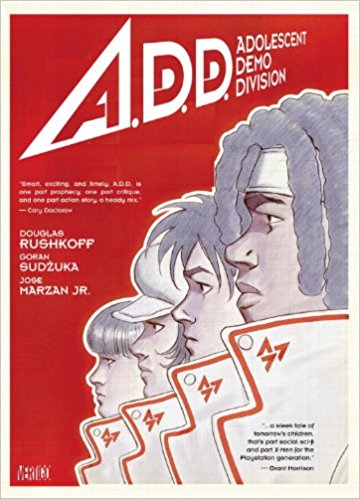 A.D.D.
ADOLESCENT
DEMO
DIVISION
"Smart, exciting, and timely, A.D.D. is
one part prophecy, one part critique,
and one part action story, a heady mix."
— Cory Doctorow
DOUGLAS
RUSHKOFF
GORAN
SUDŽUKA
JOSE
MARZAN JR.
"...a sleek tale of
tomorrow's children,
that's part social sci-fi
and part X-Men for the
Playstation generation."
— Grant Morrison
VERTIGO